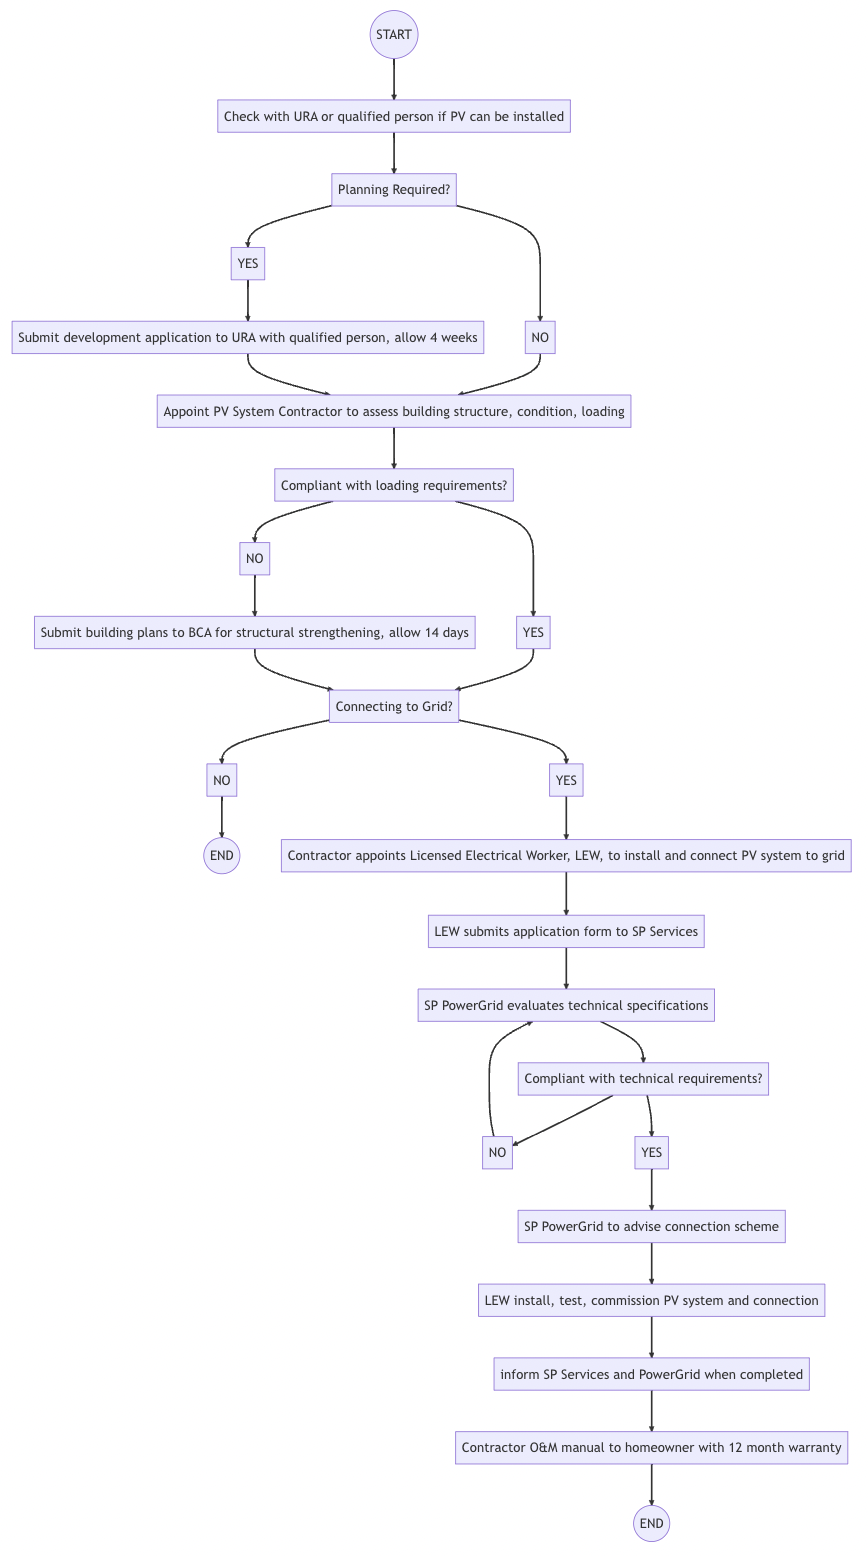 START
Check with URA or qualified person if PV can be installed
Planning Required?
YES
Submit development application to URA with qualified person, allow 4 weeks
NO
Appoint PV System Contractor to assess building structure, condition, loading
Compliant with loading requirements?
NO
Submit building plans to BCA for structural strengthening, allow 14 days
YES
Connecting to Grid?
NO
YES
END
Contractor appoints Licensed Electrical Worker, LEW, to install and connect PV system to grid
LEW submits application form to SP Services
SP PowerGrid evaluates technical specifications
Compliant with technical requirements?
NO
YES
SP PowerGrid to advise connection scheme
LEW install, test, commission PV system and connection
inform SP Services and PowerGrid when completed
Contractor O&M manual to homeowner with 12 month warranty
END